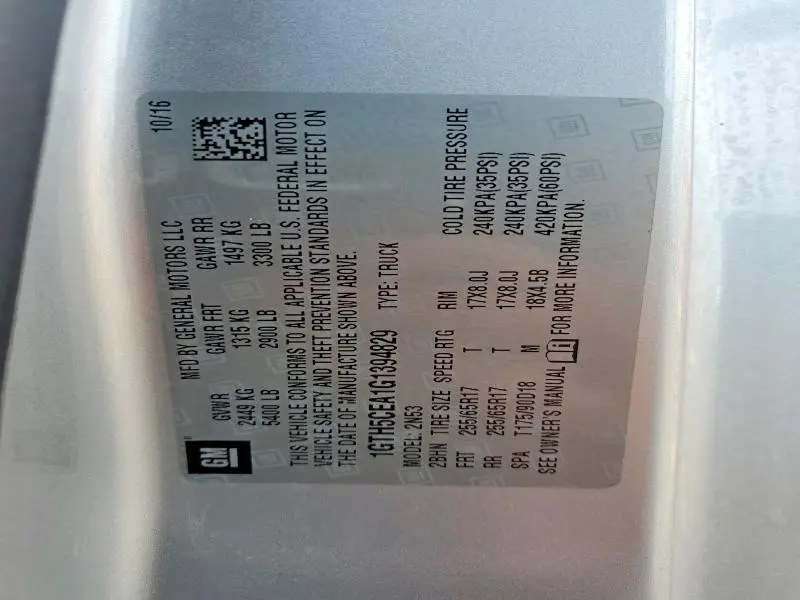 GM
MFD BY GENERAL MOTORS LLC 10/16
GVWR GAWR FRT GAWR RR
2449 KG 1315 KG 1497 KG
5400 LB 2900 LB 3300 LB
THIS VEHICLE CONFORMS TO ALL APPLICABLE U.S. FEDERAL MOTOR
VEHICLE SAFETY AND THEFT PREVENTION STANDARDS IN EFFECT ON
THE DATE OF MANUFACTURE SHOWN ABOVE.
1GTH5CEA1G1394829 TYPE: TRUCK
MODEL: 2N53
2BHN TIRE SIZE SPEED RTG RIM COLD TIRE PRESSURE
FRT 255/65R17 T 17X8.0J 240KPA(35PSI)
RR 255/65R17 T 17X8.0J 240KPA(35PSI)
SPA T175/90D18 M 18X4.5B 420KPA(60PSI)
SEE OWNER'S MANUAL FOR MORE INFORMATION.